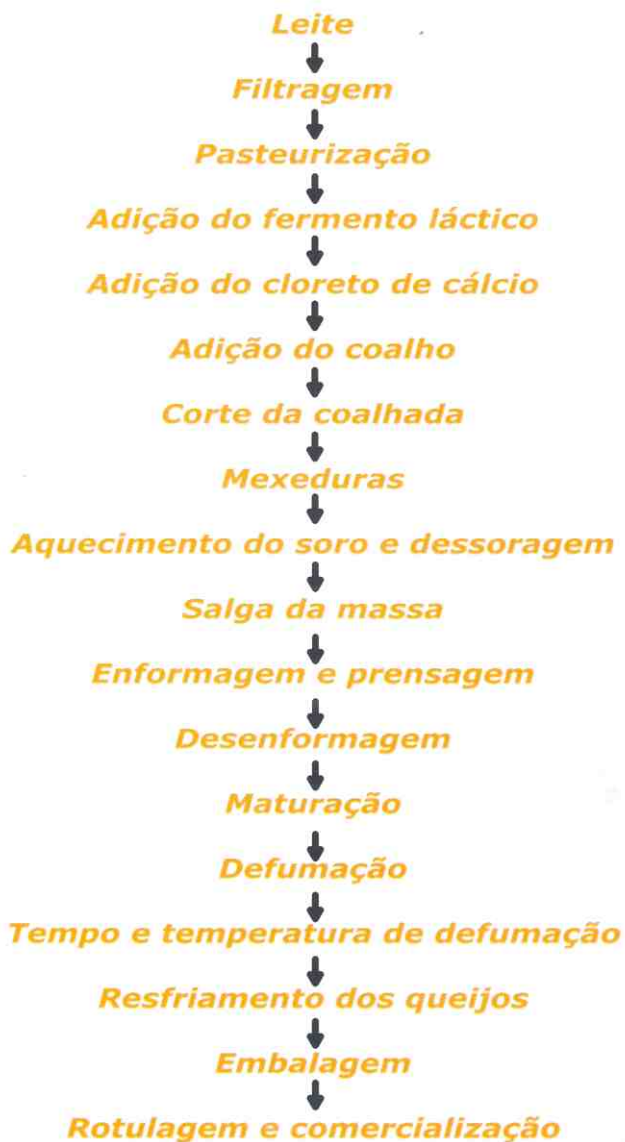 Leite
Filtragem
Pasteurização
Adição do fermento láctico
Adição do cloreto de cálcio
Adição do coalho
Corte da coalhada
Mexeduras
Aquecimento do soro e dessoragem
Salga da massa
Enformagem e prensagem
Desenformagem
Maturação
Defumação
Tempo e temperatura de defumação
Resfriamento dos queijos
Embalagem
Rotulagem e comercialização